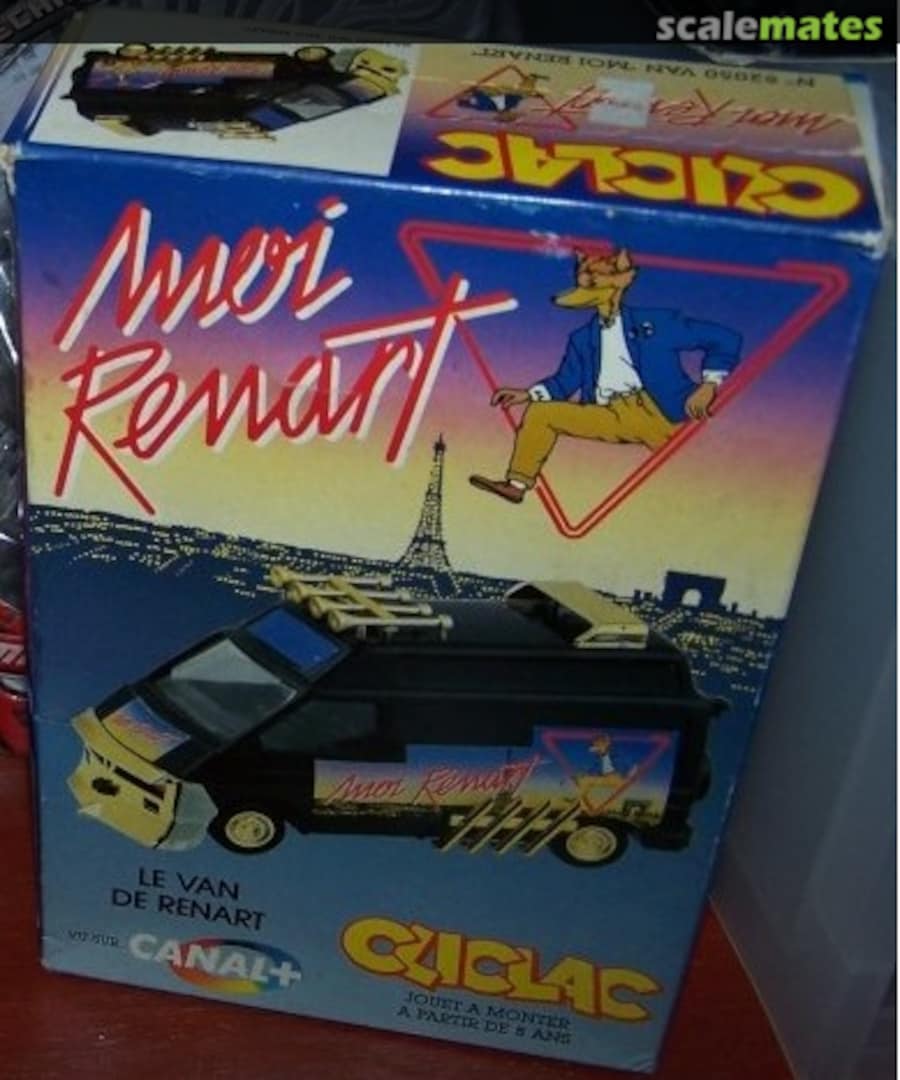 scalemates
N° 92050 VAN "MOI RENART"
Moi Renart
CLICLAC
Moi
Renart
Moi Renart
LE VAN
DE RENART
VU SUR CANAL+
CLICLAC
JOUET A MONTER
A PARTIR DE 8 ANS